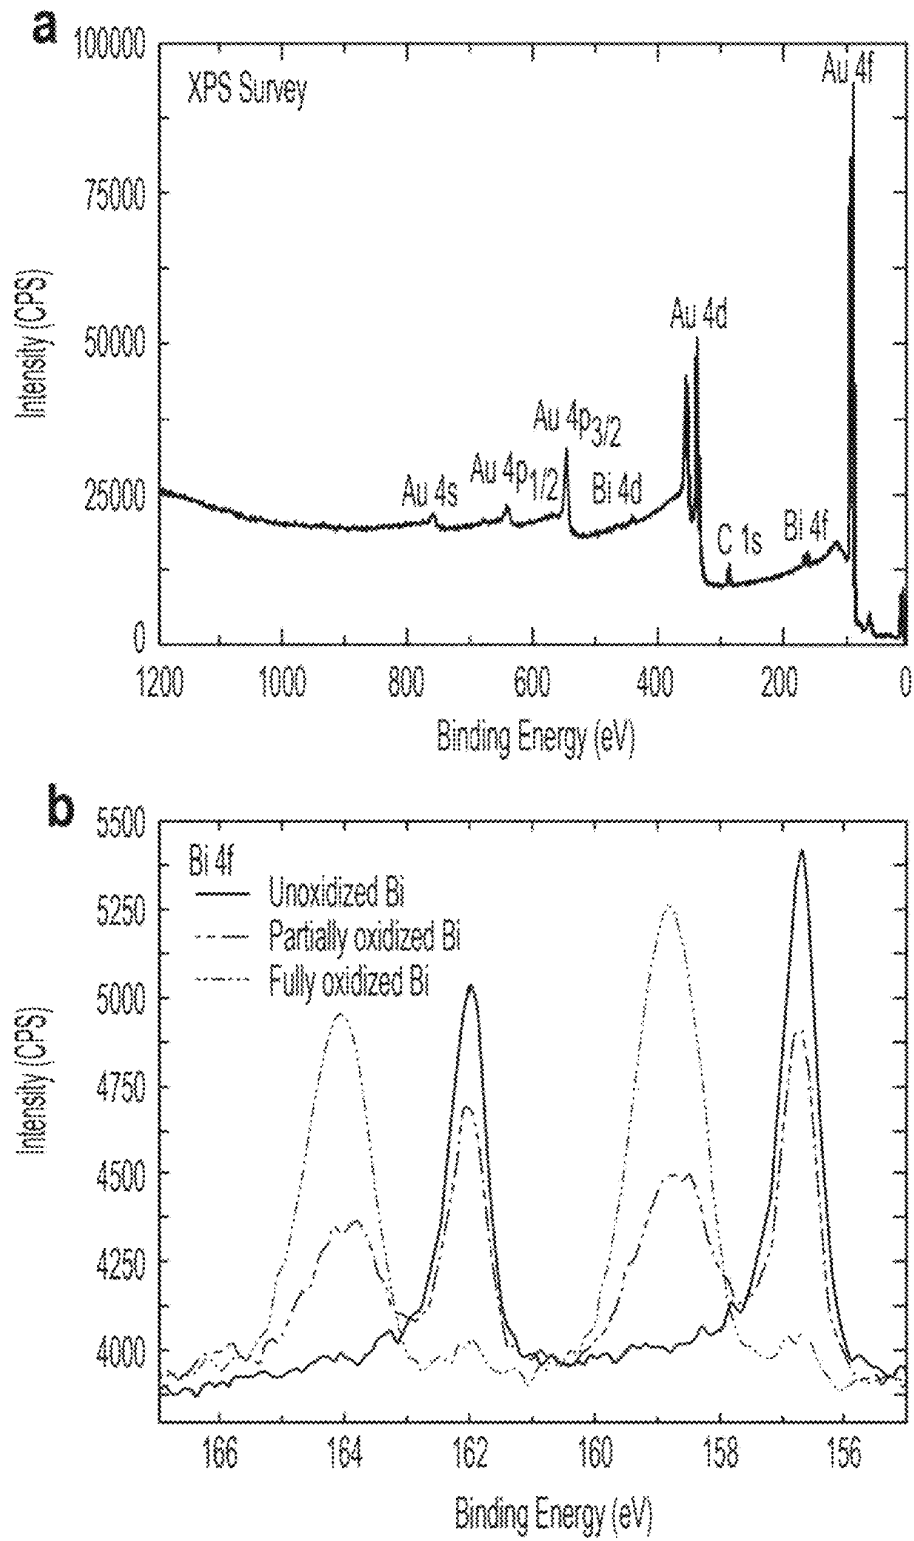 a
100000
75000
50000
25000
0
Intensity (CPS)
XPS Survey
Au 4f
Au 4d
Au 4p3/2
Au 4p1/2
Au 4s
Bi 4d
C 1s
Bi 4f
1200 1000 800 600 400 200 0
Binding Energy (eV)
b
5500
5250
5000
4750
4500
4250
4000
Intensity (CPS)
Bi 4f
Unoxidized Bi
Partially oxidized Bi
Fully oxidized Bi
166 164 162 160 158 156
Binding Energy (eV)